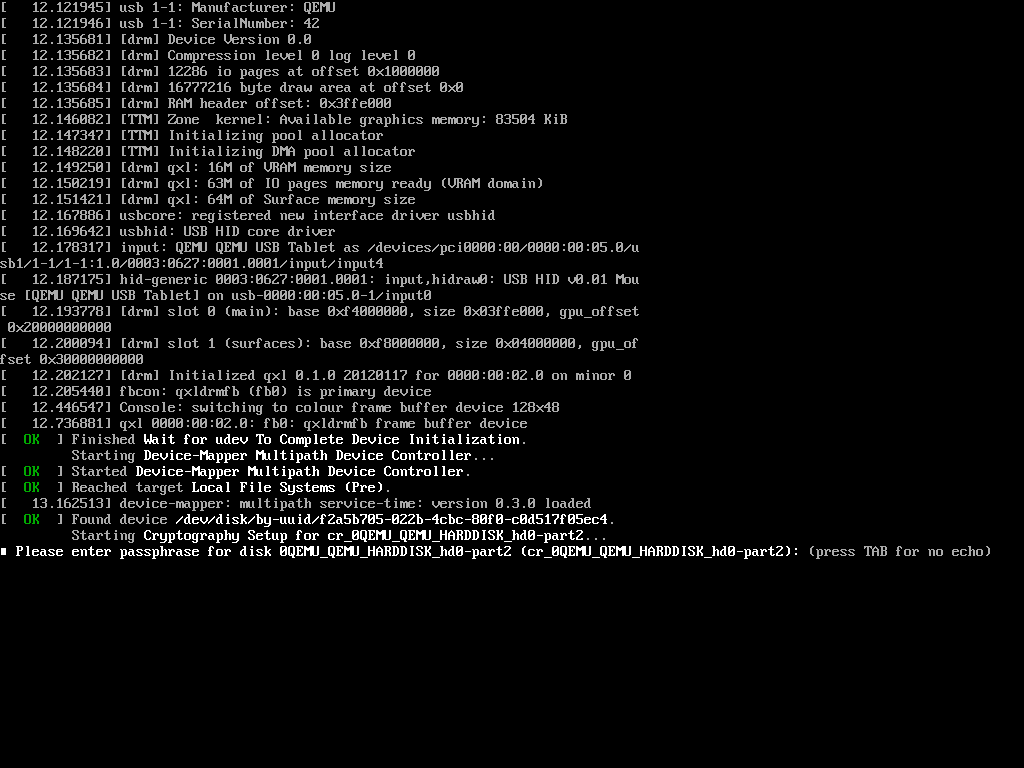 [   12.121945] usb 1-1: Manufacturer: QEMU
[   12.121946] usb 1-1: SerialNumber: 42
[   12.135681] [drm] Device Version 0.0
[   12.135682] [drm] Compression level 0 log level 0
[   12.135683] [drm] 12286 io pages at offset 0x1000000
[   12.135684] [drm] 16777216 byte draw area at offset 0x0
[   12.135685] [drm] RAM header offset: 0x3ffe000
[   12.146082] [TTM] Zone  kernel: Available graphics memory: 83504 KiB
[   12.147347] [TTM] Initializing pool allocator
[   12.148220] [TTM] Initializing DMA pool allocator
[   12.149250] [drm] qxl: 16M of VRAM memory size
[   12.150219] [drm] qxl: 63M of IO pages memory ready (VRAM domain)
[   12.151421] [drm] qxl: 64M of Surface memory size
[   12.167886] usbcore: registered new interface driver usbhid
[   12.169642] usbhid: USB HID core driver
[   12.178317] input: QEMU QEMU USB Tablet as /devices/pci0000:00/0000:00:05.0/u
sb1/1-1/1-1:1.0/0003:0627:0001.0001/input/input4
[   12.187175] hid-generic 0003:0627:0001.0001: input,hidraw0: USB HID v0.01 Mou
se [QEMU QEMU USB Tablet] on usb-0000:00:05.0-1/input0
[   12.193778] [drm] slot 0 (main): base 0xf4000000, size 0x03ffe000, gpu_offset
 0x20000000000
[   12.200094] [drm] slot 1 (surfaces): base 0xf8000000, size 0x04000000, gpu_of
fset 0x30000000000
[   12.202127] [drm] Initialized qxl 0.1.0 20120117 for 0000:00:02.0 on minor 0
[   12.205440] fbcon: qxldrmfb (fb0) is primary device
[   12.446547] Console: switching to colour frame buffer device 128x48
[   12.736881] qxl 0000:00:02.0: fb0: qxldrmfb frame buffer device
[  OK  ] Finished Wait for udev To Complete Device Initialization.
         Starting Device-Mapper Multipath Device Controller...
[  OK  ] Started Device-Mapper Multipath Device Controller.
[  OK  ] Reached target Local File Systems (Pre).
[   13.162513] device-mapper: multipath service-time: version 0.3.0 loaded
[  OK  ] Found device /dev/disk/by-uuid/f2a5b705-022b-4cbc-80f0-c0d517f05ec4.
         Starting Cryptography Setup for cr_0QEMU_QEMU_HARDDISK_hd0-part2...
Please enter passphrase for disk 0QEMU_QEMU_HARDDISK_hd0-part2 (cr_0QEMU_QEMU_HARDDISK_hd0-part2): (press TAB for no echo)